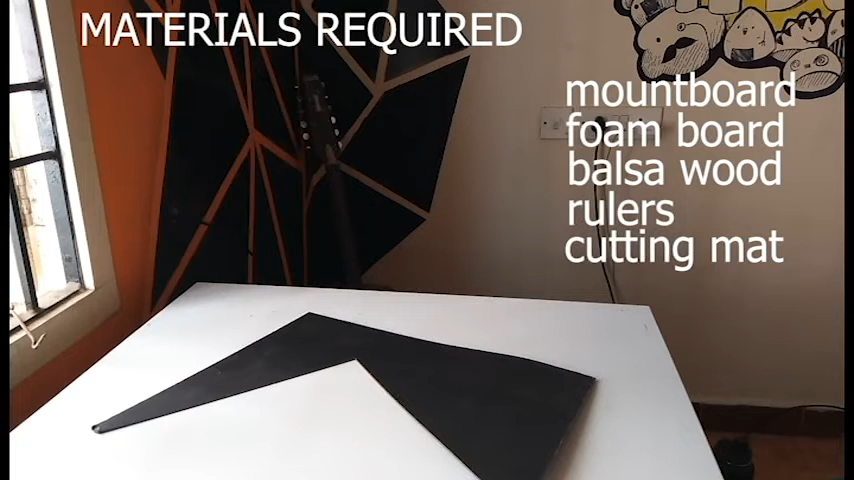 MATERIALS REQUIRED
mountboard
foam board
balsa wood
rulers
cutting mat